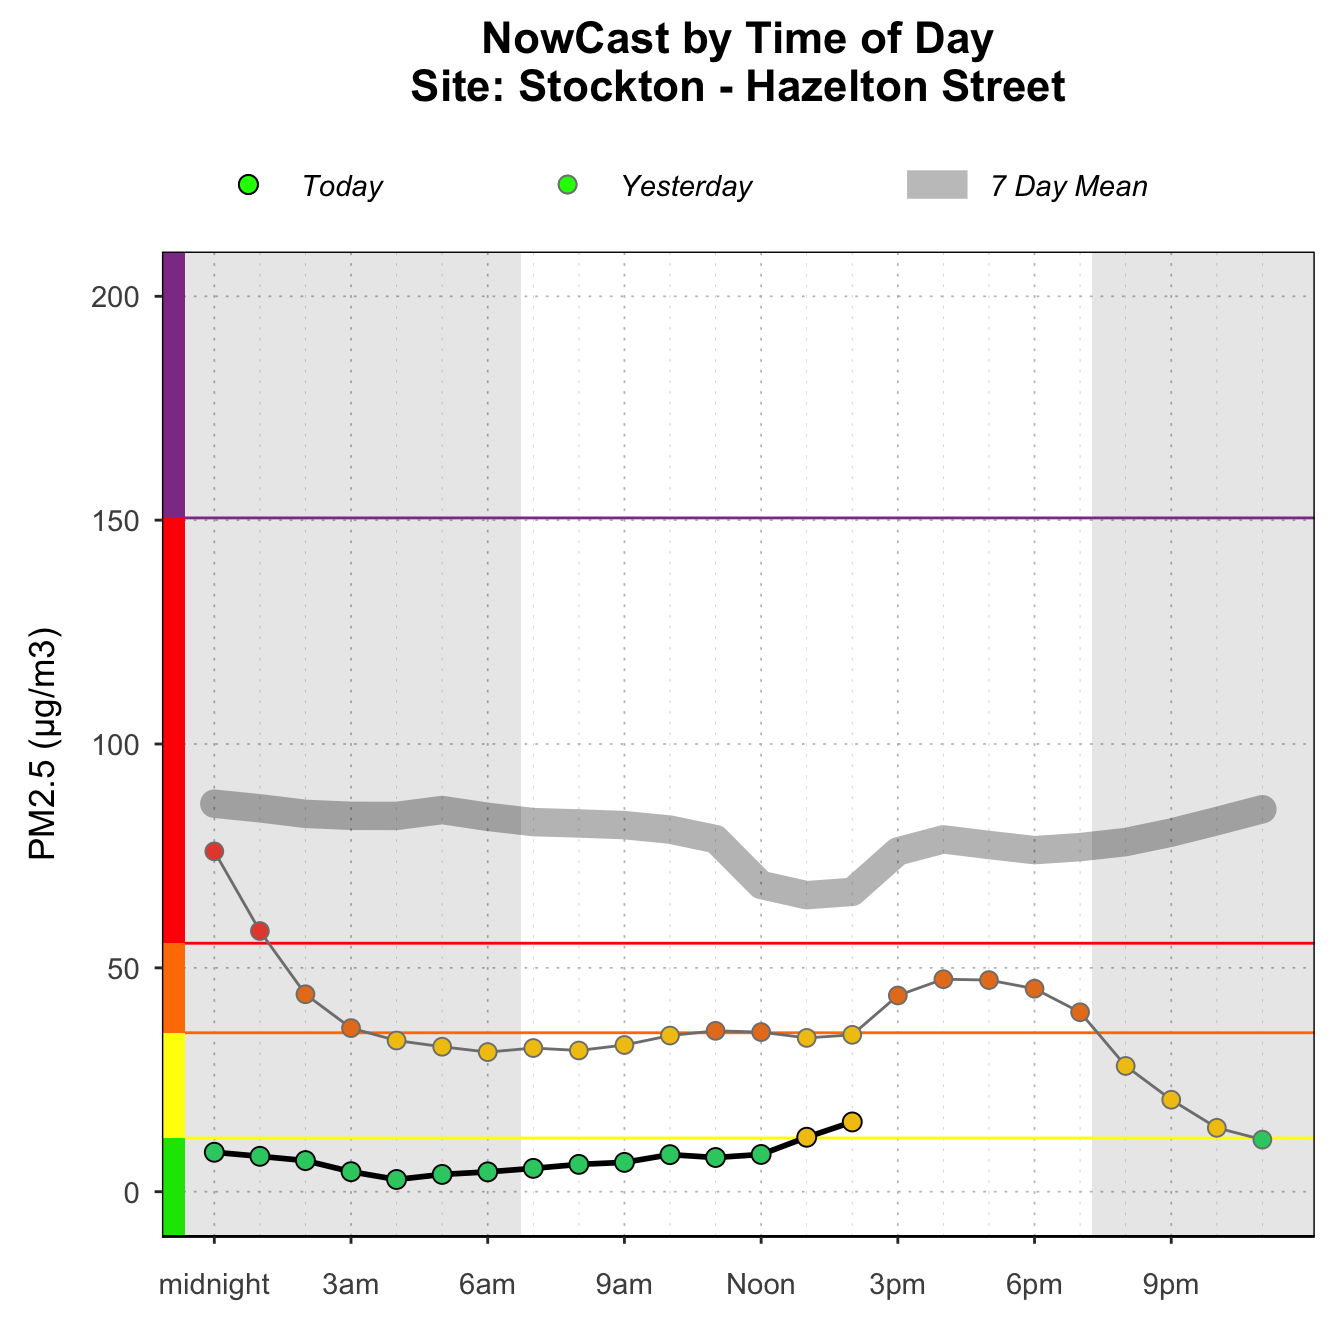 NowCast by Time of Day
Site: Stockton - Hazelton Street
Today
Yesterday
7 Day Mean
PM2.5 (µg/m3)
200
150
100
50
0
midnight 3am 6am 9am Noon 3pm 6pm 9pm